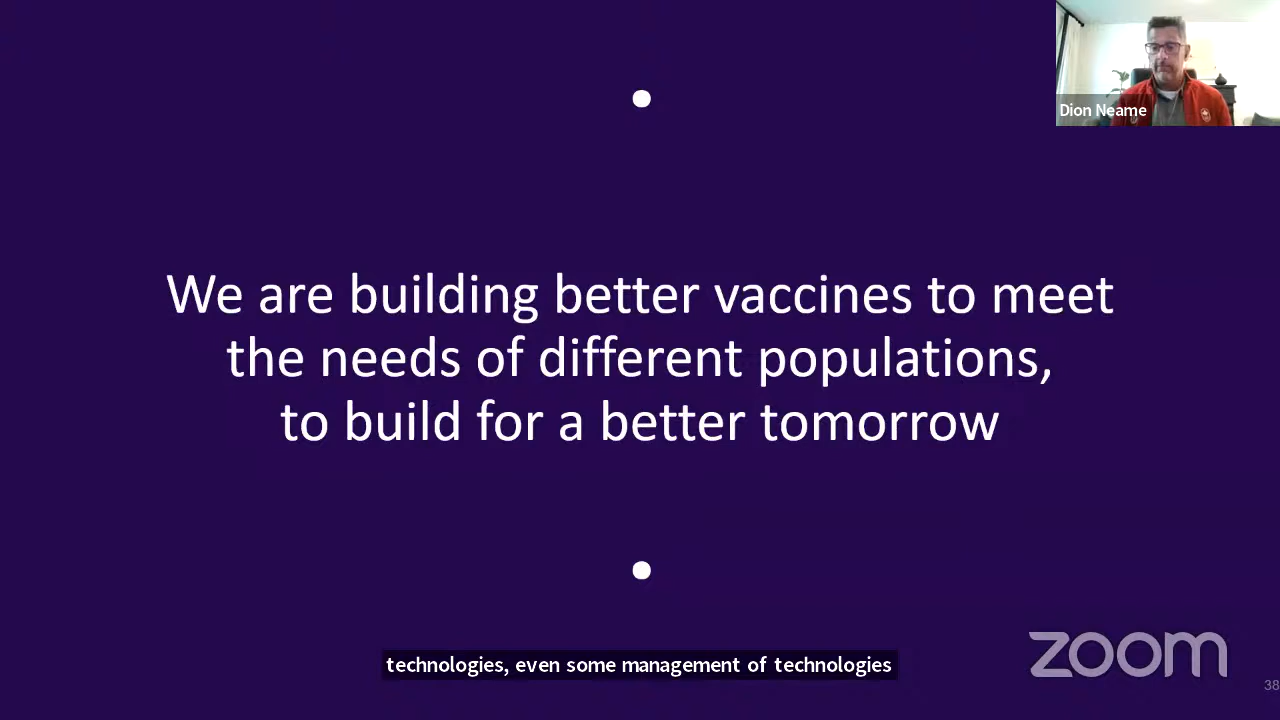 Dion Neame
We are building better vaccines to meet
the needs of different populations,
to build for a better tomorrow
technologies, even some management of technologies
zoom
38